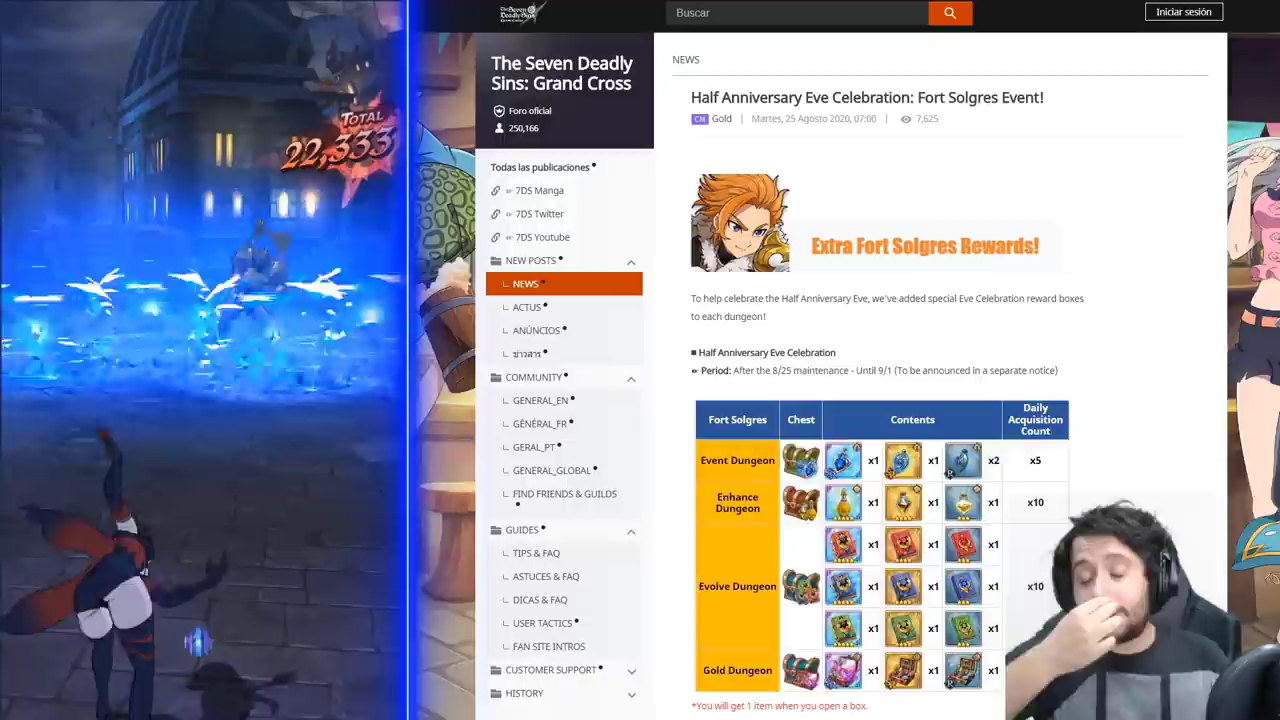 TOTAL
22,333
The Seven
Deadly Sins
Buscar
Iniciar sesión
The Seven Deadly
Sins: Grand Cross
Foro oficial
250,166
Todas las publicaciones
7DS Manga
7DS Twitter
7DS Youtube
NEW POSTS
NEWS
ACTUS
ANÚNCIOS
ข่าวสาร
COMMUNITY
GENERAL_EN
GÉNÉRAL_FR
GERAL_PT
GENERAL_GLOBAL
FIND FRIENDS & GUILDS
GUIDES
TIPS & FAQ
ASTUCES & FAQ
DICAS & FAQ
USER TACTICS
FAN SITE INTROS
CUSTOMER SUPPORT
HISTORY
NEWS
Half Anniversary Eve Celebration: Fort Solgres Event!
CM Gold | Martes, 25 Agosto 2020, 07:00 | 7,625
Extra Fort Solgres Rewards!
To help celebrate the Half Anniversary Eve, we've added special Eve Celebration reward boxes
to each dungeon!
■ Half Anniversary Eve Celebration
Period: After the 8/25 maintenance - Until 9/1 (To be announced in a separate notice)
Fort Solgres Chest Contents Daily
Acquisition
Count
Event Dungeon x1 x1 R x2 x5
Enhance
Dungeon x1 x1 x1 x10
x1 x1 x1
Evolve Dungeon x1 x1 x1 x10
x1 x1 x1
Gold Dungeon x1 x1 R x1
*You will get 1 item when you open a box.